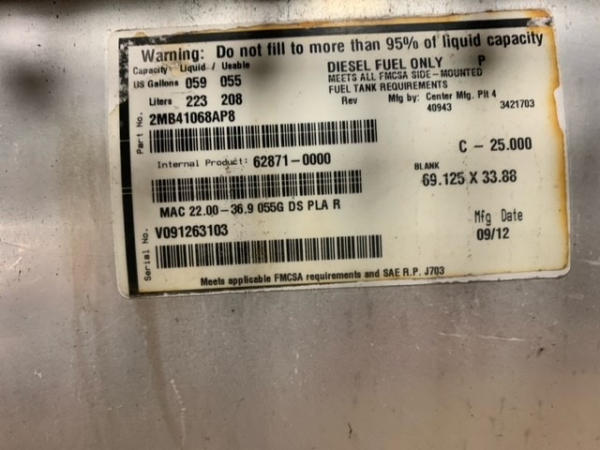 Warning: Do not fill to more than 95% of liquid capacity
Capacity Liquid / Usable
US Gallons 059 055
Liters 223 208
DIESEL FUEL ONLY P
MEETS ALL FMCSA SIDE-MOUNTED
FUEL TANK REQUIREMENTS
Rev Mfg by: Center Mfg. Plt 4
40943 3421703
Part No. 2MB41068AP8
C - 25.000
Internal Product: 62871-0000
BLANK
69.125 X 33.88
MAC 22.00-36.9 055G DS PLA R
Mfg Date
09/12
Serial No. V091263103
Meets applicable FMCSA requirements and SAE R.P. J703